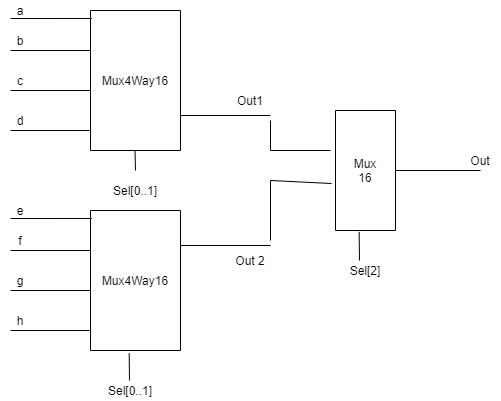 a
b
c
d
Mux4Way16
Sel[0..1]
Out1
e
f
g
h
Mux4Way16
Sel[0..1]
Out 2
Mux
16
Sel[2]
Out